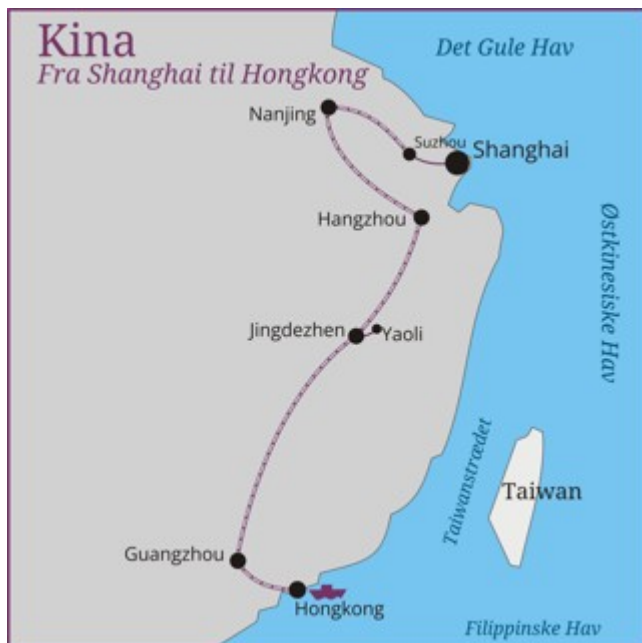 Kina
Fra Shanghai til Hongkong
Det Gule Hav
Nanjing
Suzhou
Shanghai
Hangzhou
Østkinesiske Hav
Jingdezhen
Yaoli
Taiwanstrædet
Taiwan
Guangzhou
Hongkong
Filippinske Hav